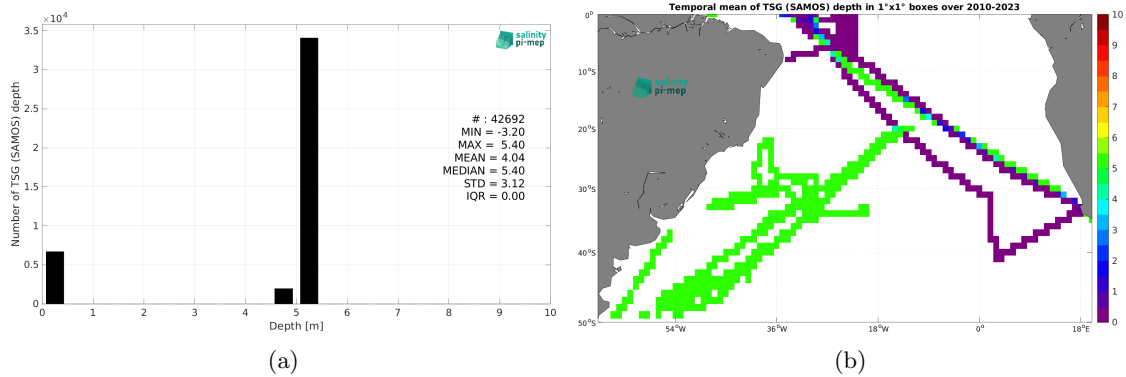 ×10⁴
3.5
3
2.5
2
1.5
1
0.5
0
Number of TSG (SAMOS) depth
0 1 2 3 4 5 6 7 8 9 10
Depth [m]
salinity
pi-mep
# : 42692
MIN = -3.20
MAX = 5.40
MEAN = 4.04
MEDIAN = 5.40
STD = 3.12
IQR = 0.00
(a)
Temporal mean of TSG (SAMOS) depth in 1°x1° boxes over 2010-2023
0°
10°S
20°S
30°S
40°S
50°S
54°W 36°W 18°W 0° 18°E
salinity
pi-mep
10
9
8
7
6
5
4
3
2
1
0
(b)